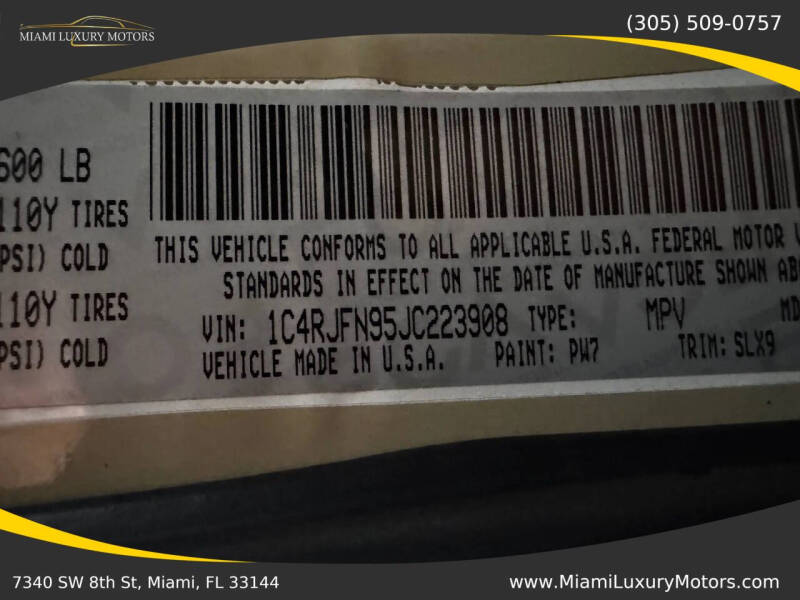 MIAMI LUXURY MOTORS
(305) 509-0757
600 LB
110Y TIRES
PSI) COLD
110Y TIRES
PSI) COLD
THIS VEHICLE CONFORMS TO ALL APPLICABLE U.S.A. FEDERAL MOTOR
STANDARDS IN EFFECT ON THE DATE OF MANUFACTURE SHOWN AB
VIN: 1C4RJFN95JC223908 TYPE: MPV MD
VEHICLE MADE IN U.S.A. PAINT: PW7 TRIM: SLX9
7340 SW 8th St, Miami, FL 33144
www.MiamiLuxuryMotors.com